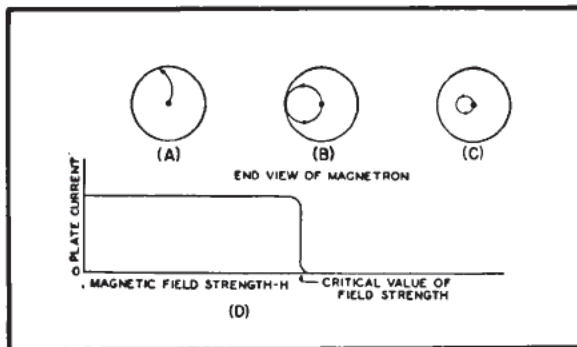 (A)
(B)
(C)
END VIEW OF MAGNETRON
PLATE CURRENT
0
MAGNETIC FIELD STRENGTH-H
CRITICAL VALUE OF
FIELD STRENGTH
(D)